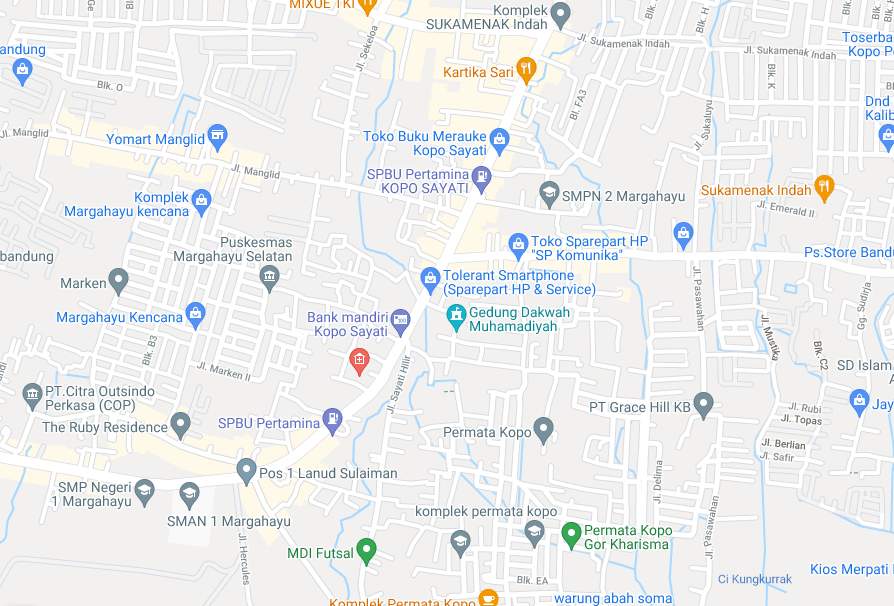 MIXUE TKI
Komplek
SUKAMENAK Indah
Jl. Sukamenak Indah
Jl. Sukamenak Indah
Blk. H
Toserba
Kopo Po
Jl. Sekeloa
Kartika Sari
Blk. O
Blk. K
Bl. FA3
Dnd
Kalib
Jl. Manglid
Yomart Manglid
Toko Buku Merauke
Kopo Sayati
Jl. Sukaluyu
Jl. Manglid
SPBU Pertamina
KOPO SAYATI
SMPN 2 Margahayu
Sukamenak Indah
Jl. Emerald II
Komplek
Margahayu kencana
bandung
Puskesmas
Margahayu Selatan
Toko Sparepart HP
"SP Komunika"
Ps.Store Bandu
Marken
Tolerant Smartphone
(Sparepart HP & Service)
Jl. Pasawahan
Gg. Sudirja
Margahayu Kencana
Bank mandiri
Kopo Sayati
Gedung Dakwah
Muhamadiyah
Jl. Mustika
Blk. B3
Blk. C2
Jl. Marken II
Jl. Sayati Hilir
SD Islam
PT.Citra Outsindo
Perkasa (COP)
The Ruby Residence
SPBU Pertamina
PT Grace Hill KB
Jay
Jl. Rubi
Jl. Topas
Permata Kopo
Jl. Berlian
Jl. Safir
Pos 1 Lanud Sulaiman
Jl. Delima
SMP Negeri
1 Margahayu
SMAN 1 Margahayu
komplek permata kopo
Jl. Pasawahan
Jl. Hercules
MDI Futsal
Permata Kopo
Gor Kharisma
Blk. EA
Ci Kungkurrak
Kios Merpati
Komplek Permata Kopo
warung abah soma